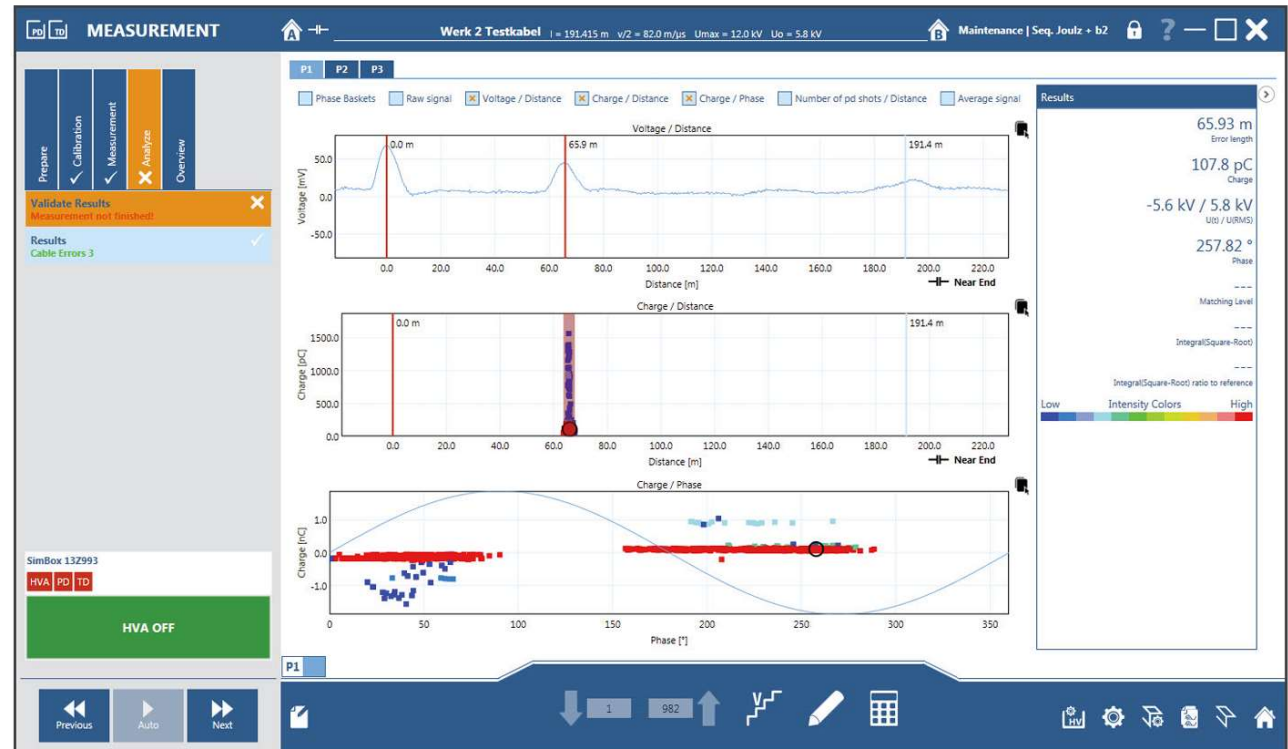 PD TD MEASUREMENT
A Werk 2 Testkabel l = 191.415 m v/2 = 82.0 m/µs Umax = 12.0 kV Uo = 5.8 kV
B Maintenance | Seq. Joulz + b2 ?
Prepare
Calibration
Measurement
Analyze
Overview
Validate Results
Measurement not finished!
Results
Cable Errors 3
SimBox 13Z993
HVA PD TD
HVA OFF
Previous Auto Next
P1 P2 P3
Phase Baskets Raw signal Voltage / Distance Charge / Distance Charge / Phase Number of pd shots / Distance Average signal
Voltage / Distance
0.0 m 65.9 m 191.4 m
Voltage [mV]
50.0
0.0
-50.0
0.0 20.0 40.0 60.0 80.0 100.0 120.0 140.0 160.0 180.0 200.0 220.0
Distance [m]
Near End
Charge / Distance
0.0 m 191.4 m
Charge [pC]
1500.0
1000.0
500.0
0.0
0.0 20.0 40.0 60.0 80.0 100.0 120.0 140.0 160.0 180.0 200.0 220.0
Distance [m]
Near End
Charge / Phase
Charge [nC]
1.0
0.0
-1.0
0 50 100 150 200 250 300 350
Phase [°]
Results
65.93 m
Error length
107.8 pC
Charge
-5.6 kV / 5.8 kV
U(t) / U(RMS)
257.82 °
Phase
---
Matching Level
---
Integral(Square-Root)
---
Integral(Square-Root) ratio to reference
Low Intensity Colors High
P1
1 982 V
HV